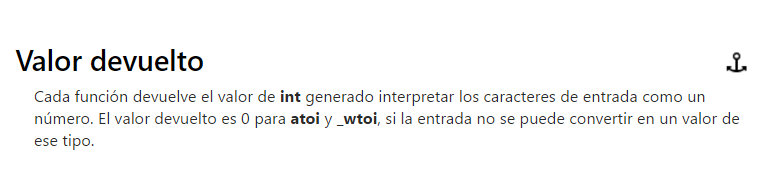 Valor devuelto
Cada función devuelve el valor de int generado interpretar los caracteres de entrada como un
número. El valor devuelto es 0 para atoi y _wtoi, si la entrada no se puede convertir en un valor de
ese tipo.